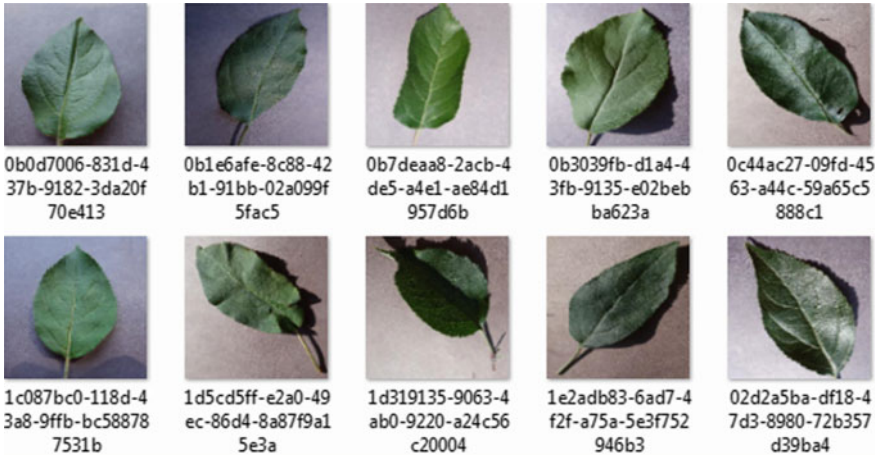 0b0d7006-831d-4
37b-9182-3da20f
70e413
0b1e6afe-8c88-42
b1-91bb-02a099f
5fac5
0b7deaa8-2acb-4
de5-a4e1-ae84d1
957d6b
0b3039fb-d1a4-4
3fb-9135-e02beb
ba623a
0c44ac27-09fd-45
63-a44c-59a65c5
888c1
1c087bc0-118d-4
3a8-9ffb-bc58878
7531b
1d5cd5ff-e2a0-49
ec-86d4-8a87f9a1
5e3a
1d319135-9063-4
ab0-9220-a24c56
c20004
1e2adb83-6ad7-4
f2f-a75a-5e3f752
946b3
02d2a5ba-df18-4
7d3-8980-72b357
d39ba4